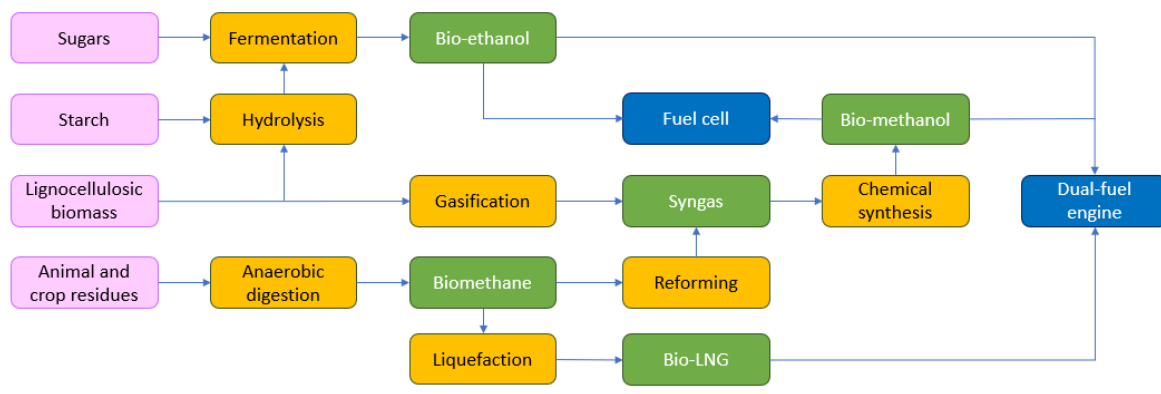 Sugars
Fermentation
Bio-ethanol
Starch
Hydrolysis
Fuel cell
Bio-methanol
Lignocellulosic
biomass
Gasification
Syngas
Chemical
synthesis
Dual-fuel
engine
Animal and
crop residues
Anaerobic
digestion
Biomethane
Reforming
Liquefaction
Bio-LNG